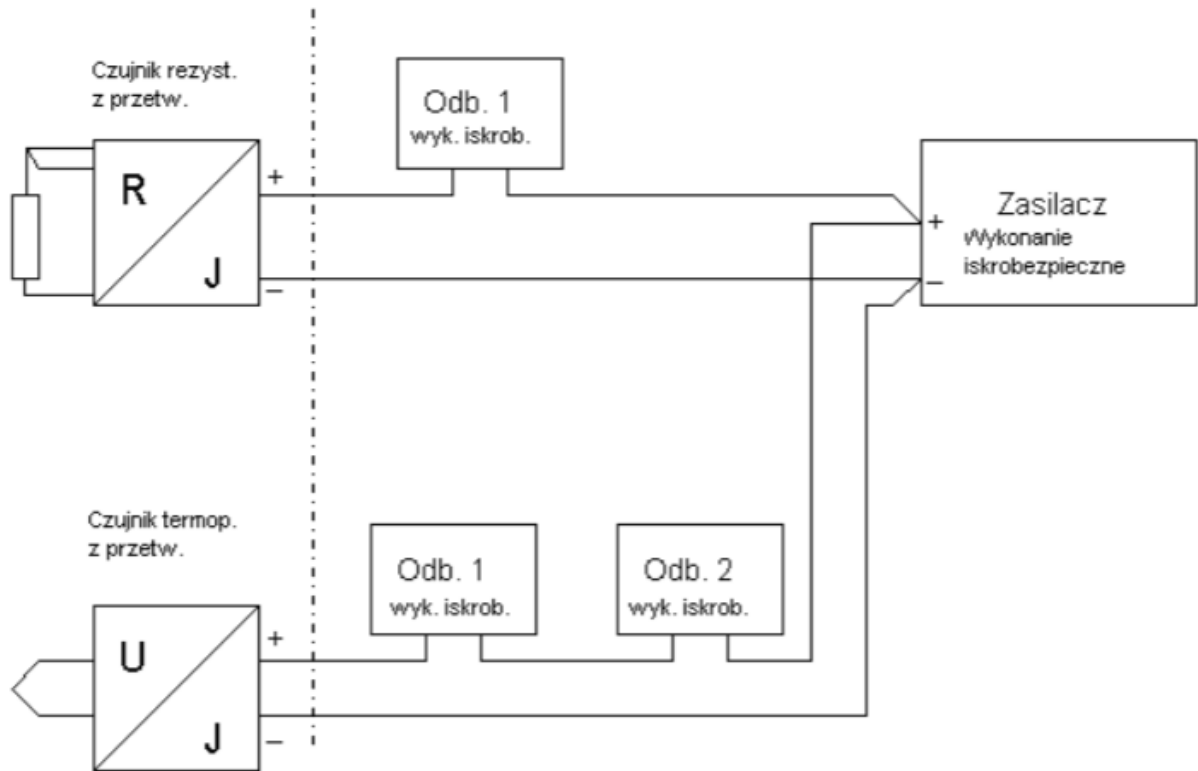 Czujnik rezyst.
z przetw.
R
J
+
–
Odb. 1
wyk. iskrob.
+
–
Zasilacz
Wykonanie
iskrobezpieczne
Czujnik termop.
z przetw.
U
J
+
–
Odb. 1
wyk. iskrob.
Odb. 2
wyk. iskrob.